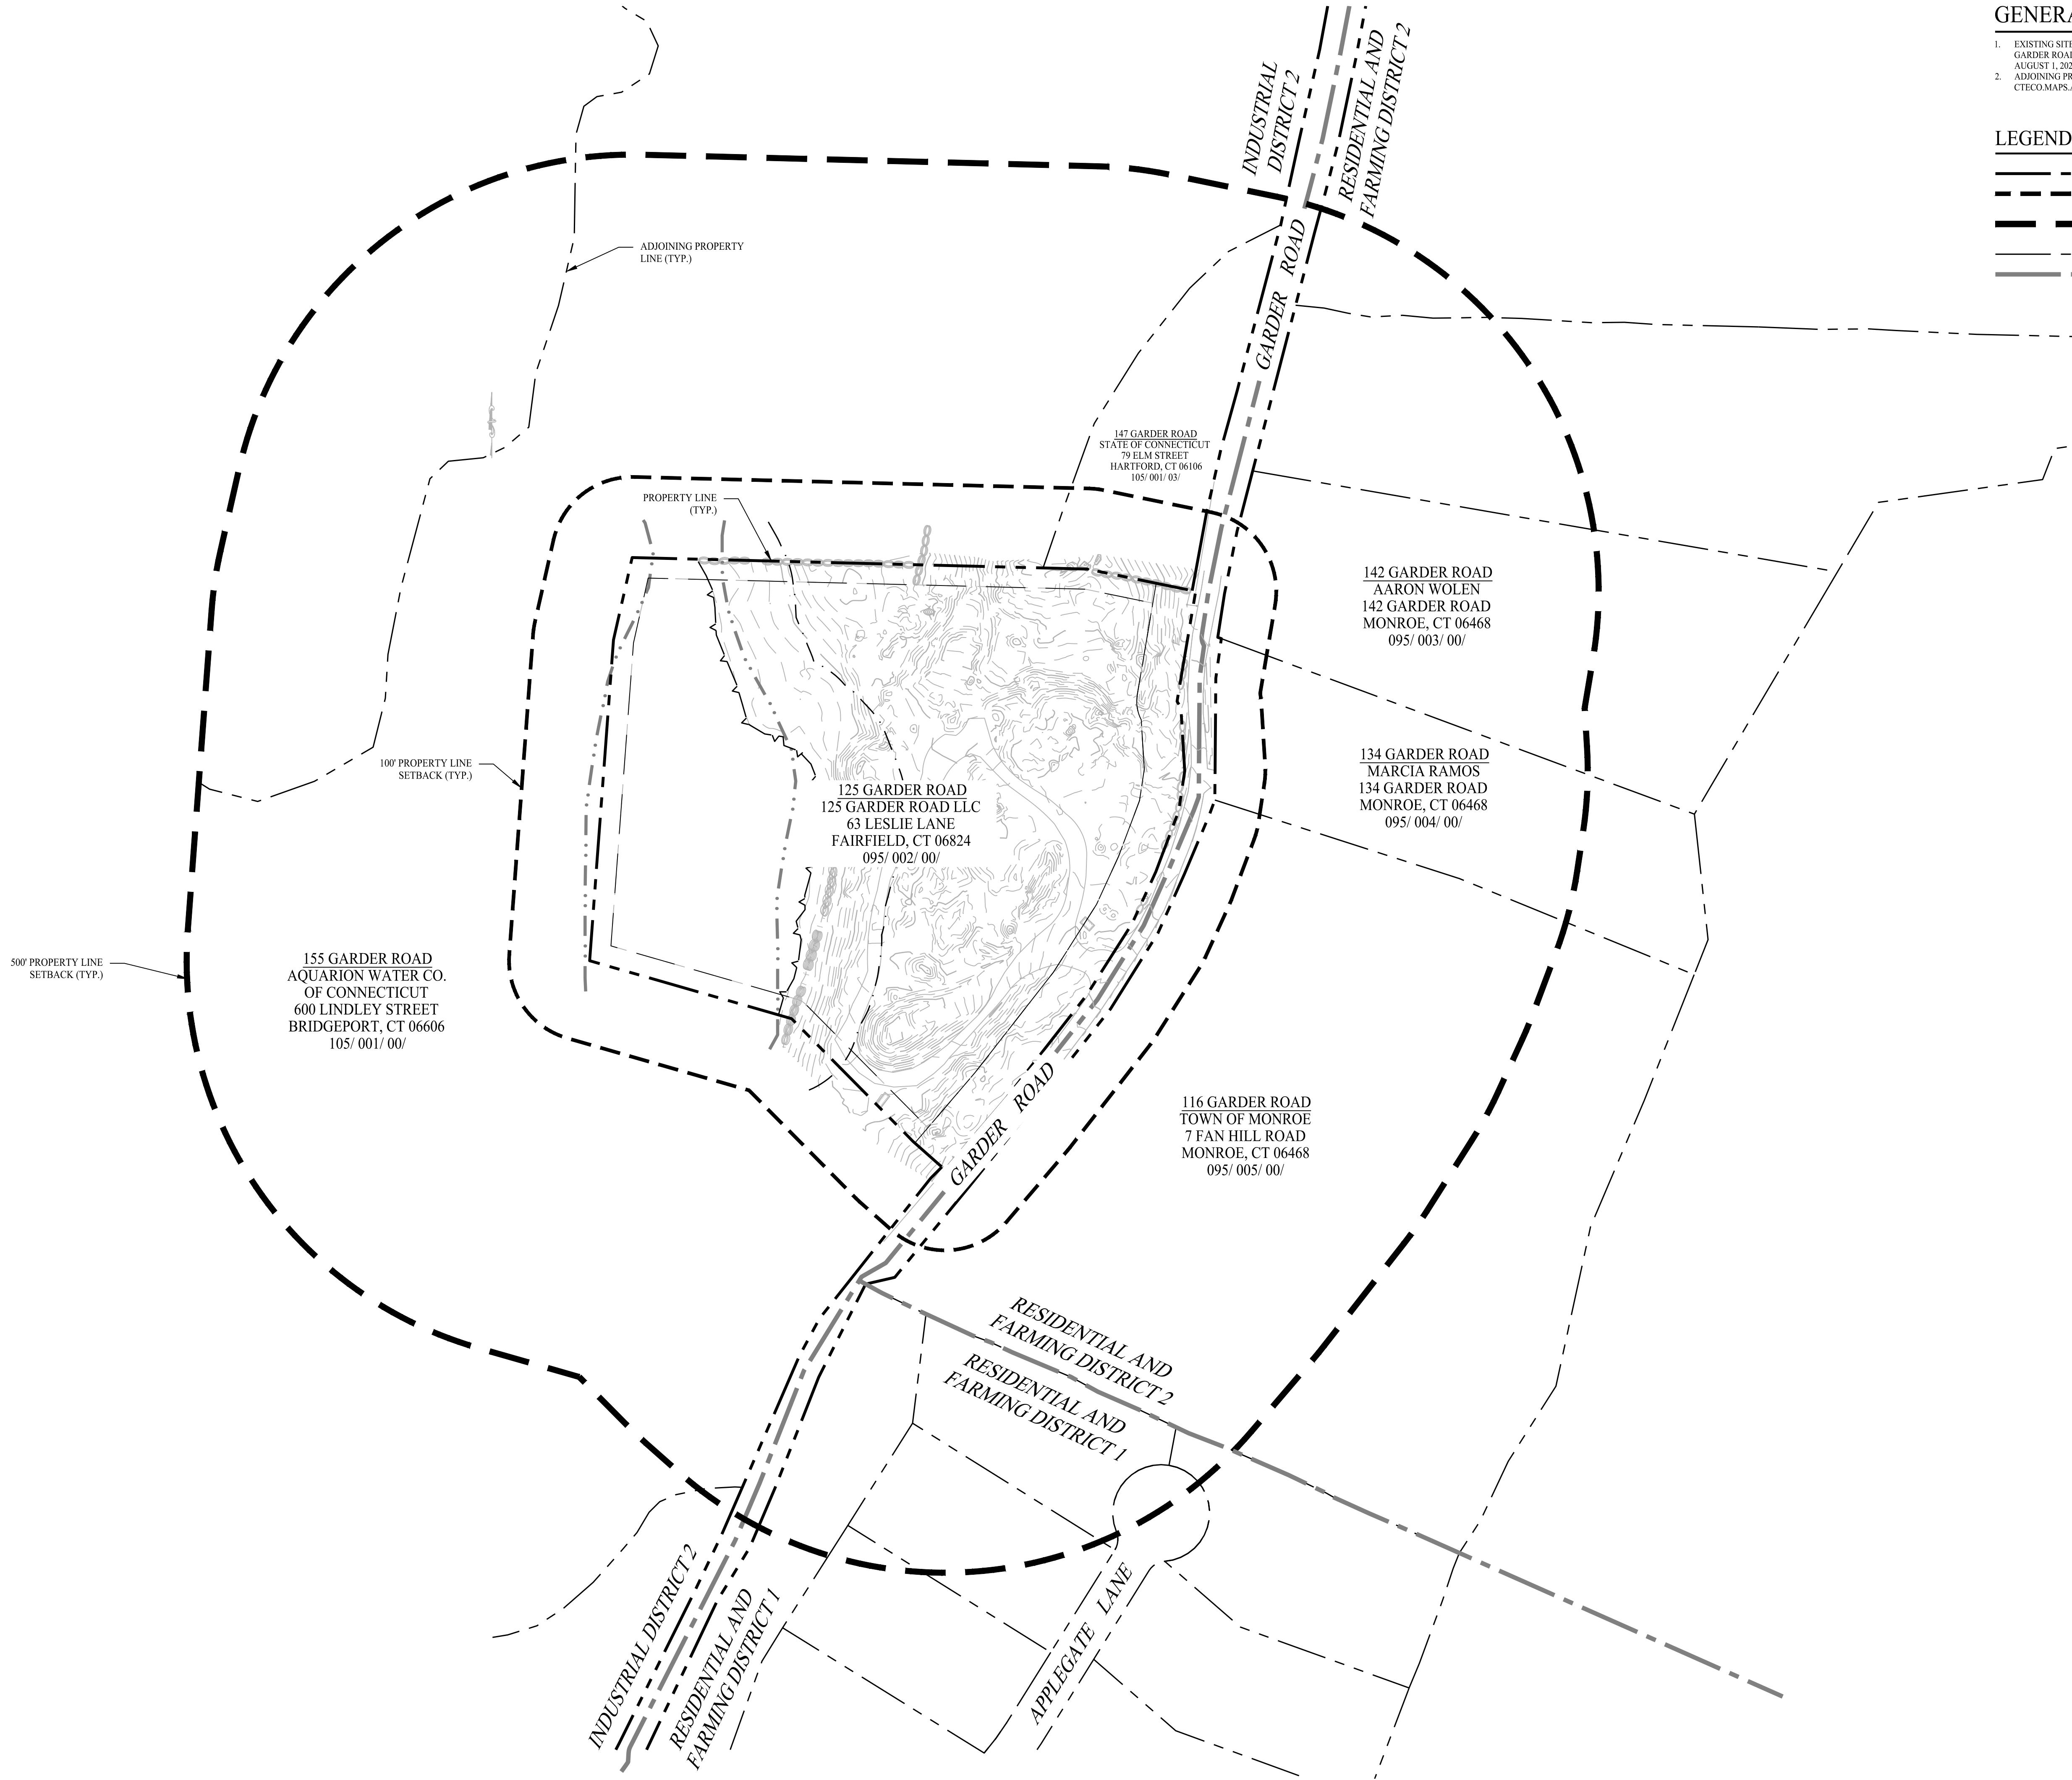 GENERA
1. EXISTING SITE
GARDER ROAD
AUGUST 1, 202
2. ADJOINING PR
CTECO.MAPS.
LEGEND
INDUSTRIAL
DISTRICT 2
RESIDENTIAL AND
FARMING DISTRICT 2
GARDER ROAD
ADJOINING PROPERTY
LINE (TYP.)
147 GARDER ROAD
STATE OF CONNECTICUT
79 ELM STREET
HARTFORD, CT 06106
105/ 001/ 03/
PROPERTY LINE
(TYP.)
142 GARDER ROAD
AARON WOLEN
142 GARDER ROAD
MONROE, CT 06468
095/ 003/ 00/
100' PROPERTY LINE
SETBACK (TYP.)
125 GARDER ROAD
125 GARDER ROAD LLC
63 LESLIE LANE
FAIRFIELD, CT 06824
095/ 002/ 00/
134 GARDER ROAD
MARCIA RAMOS
134 GARDER ROAD
MONROE, CT 06468
095/ 004/ 00/
500' PROPERTY LINE
SETBACK (TYP.)
155 GARDER ROAD
AQUARION WATER CO.
OF CONNECTICUT
600 LINDLEY STREET
BRIDGEPORT, CT 06606
105/ 001/ 00/
GARDER ROAD
116 GARDER ROAD
TOWN OF MONROE
7 FAN HILL ROAD
MONROE, CT 06468
095/ 005/ 00/
RESIDENTIAL AND
FARMING DISTRICT 2
RESIDENTIAL AND
FARMING DISTRICT 1
INDUSTRIAL DISTRICT 2
RESIDENTIAL AND
FARMING DISTRICT 1
APPLEGATE LANE